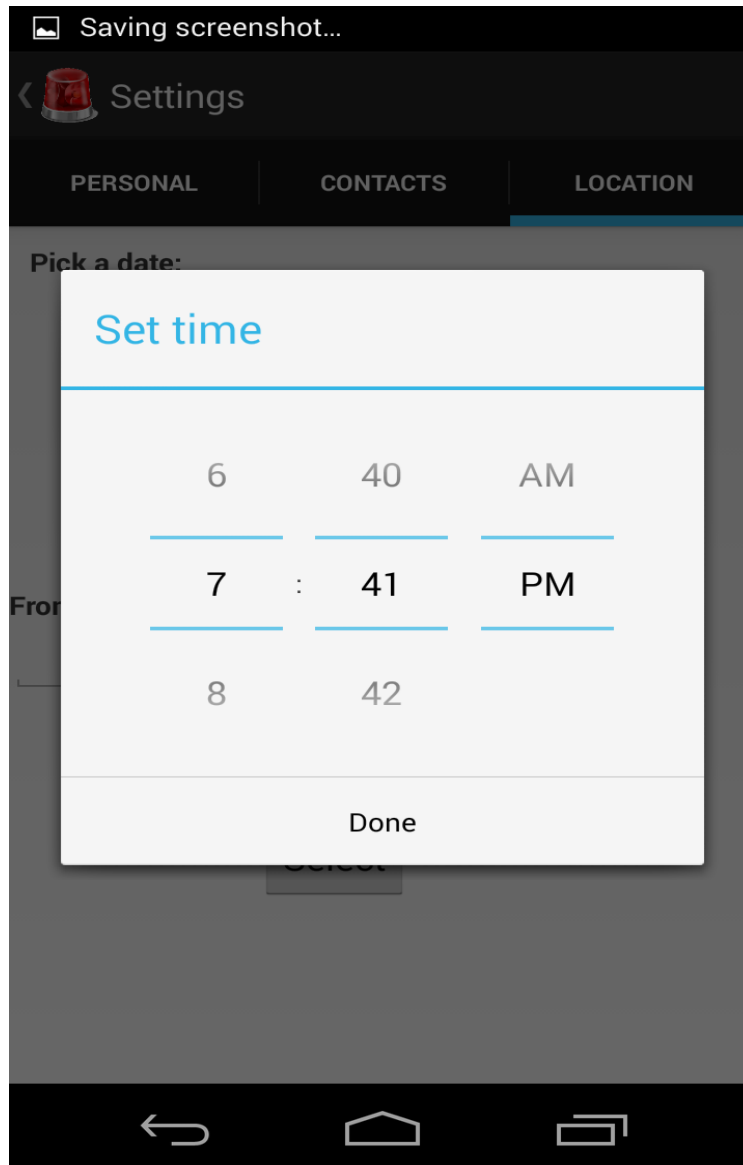 Saving screenshot...
Settings
PERSONAL CONTACTS LOCATION
Pick a date:
Set time
6 40 AM
7 : 41 PM
8 42
Done
Select